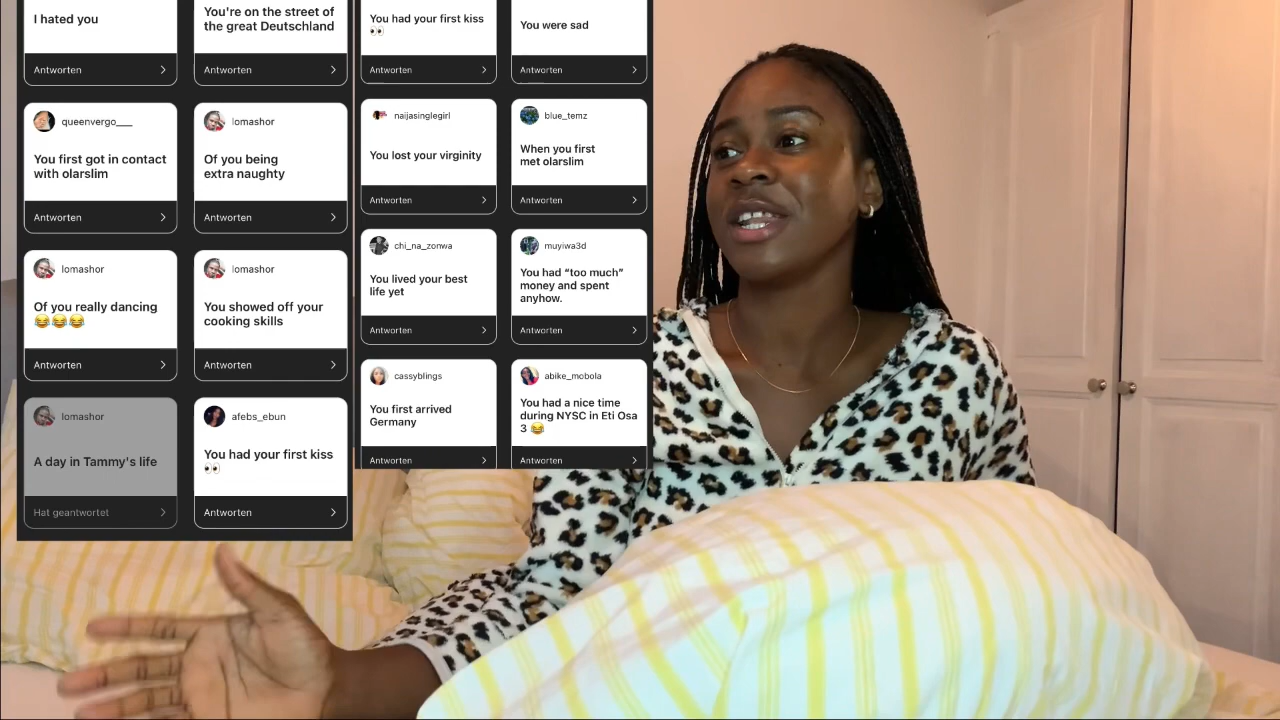 I hated you
Antworten
You're on the street of
the great Deutschland
Antworten
queenvergo___
You first got in contact
with olarslim
Antworten
lomashor
Of you being
extra naughty
Antworten
lomashor
Of you really dancing
😂😂😂
Antworten
lomashor
You showed off your
cooking skills
Antworten
lomashor
A day in Tammy's life
Hat geantwortet
afebs_ebun
You had your first kiss
👀
Antworten
You had your first kiss
👀
Antworten
You were sad
Antworten
naijasinglegirl
You lost your virginity
Antworten
blue_temz
When you first
met olarslim
Antworten
chi_na_zonwa
You lived your best
life yet
Antworten
muyiwa3d
You had “too much”
money and spent
anyhow.
Antworten
cassyblings
You first arrived
Germany
Antworten
abike_mobola
You had a nice time
during NYSC in Eti Osa
3 😂
Antworten